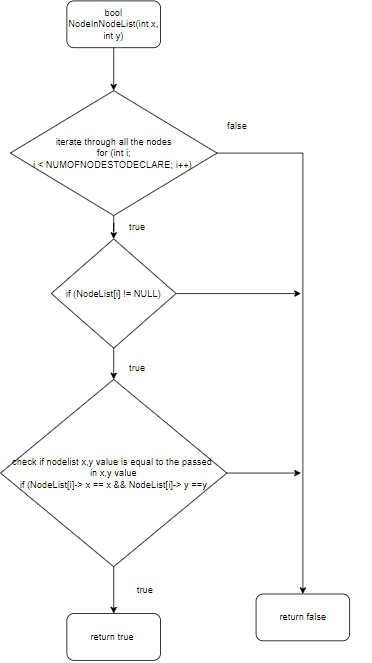 bool
NodeInNodeList(int x,
int y)
false
iterate through all the nodes
for (int i;
i < NUMOFNODESTODECLARE; i++)
true
if (NodeList[i] != NULL)
true
check if nodelist x,y value is equal to the passed
in x,y value
if (NodeList[i]-> x == x && NodeList[i]-> y ==y
true
return false
return true